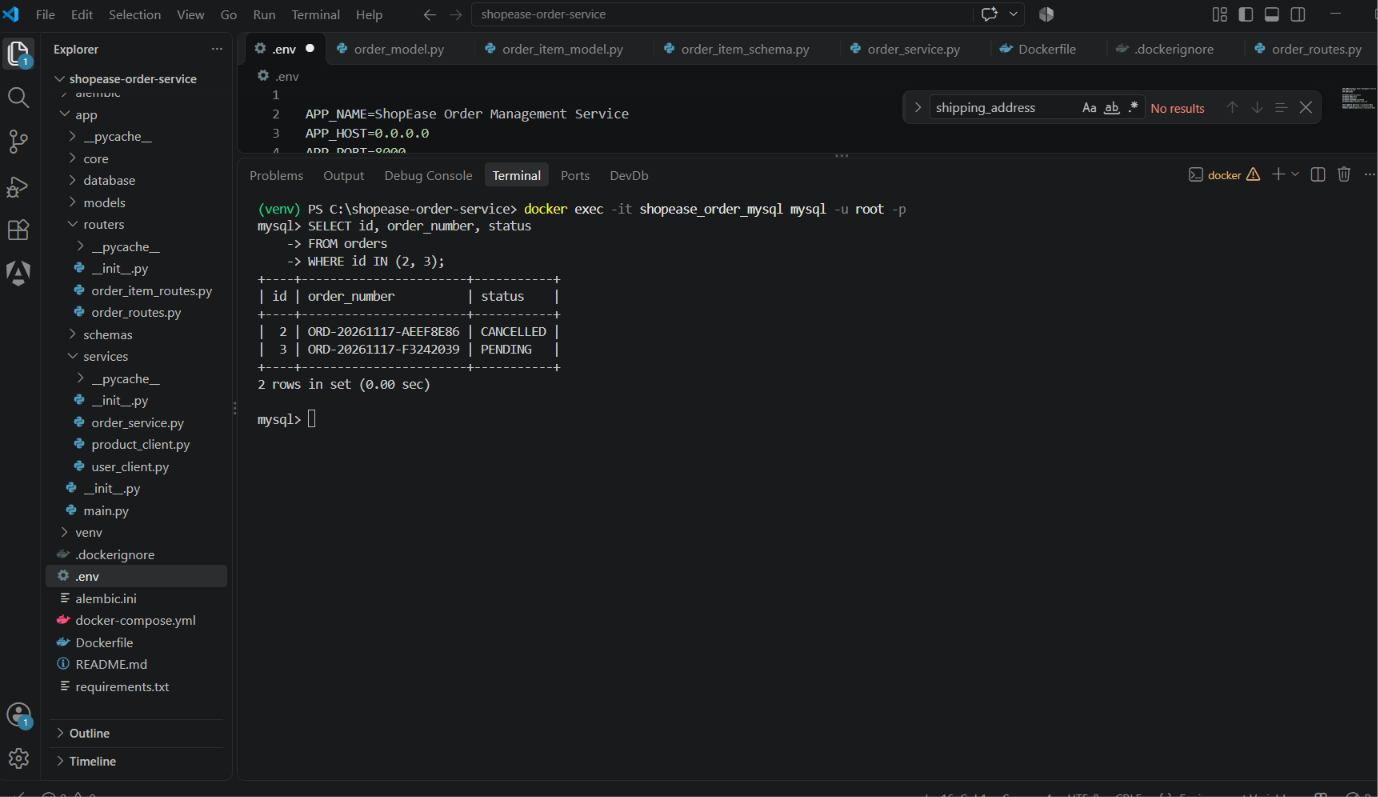 File Edit Selection View Go Run Terminal Help
shopease-order-service
Explorer
.env
order_model.py
order_item_model.py
order_item_schema.py
order_service.py
Dockerfile
.dockerignore
order_routes.py
1
shopease-order-service
alembic
app
__pycache__
core
database
models
routers
__pycache__
__init__.py
order_item_routes.py
order_routes.py
schemas
services
__pycache__
__init__.py
order_service.py
product_client.py
user_client.py
__init__.py
main.py
venv
.dockerignore
.env
alembic.ini
docker-compose.yml
Dockerfile
README.md
requirements.txt
Outline
Timeline
1
.env
1
2 APP_NAME=ShopEase Order Management Service
3 APP_HOST=0.0.0.0
4 APP_PORT=8000
shipping_address Aa ab .* No results
Problems Output Debug Console Terminal Ports DevDb
docker
(venv) PS C:\shopease-order-service> docker exec -it shopease_order_mysql mysql -u root -p
mysql> SELECT id, order_number, status
    -> FROM orders
    -> WHERE id IN (2, 3);
+----+-----------------------+-----------+
| id | order_number          | status    |
+----+-----------------------+-----------+
|  2 | ORD-20261117-AEEF8E86 | CANCELLED |
|  3 | ORD-20261117-F3242039 | PENDING   |
+----+-----------------------+-----------+
2 rows in set (0.00 sec)
mysql>